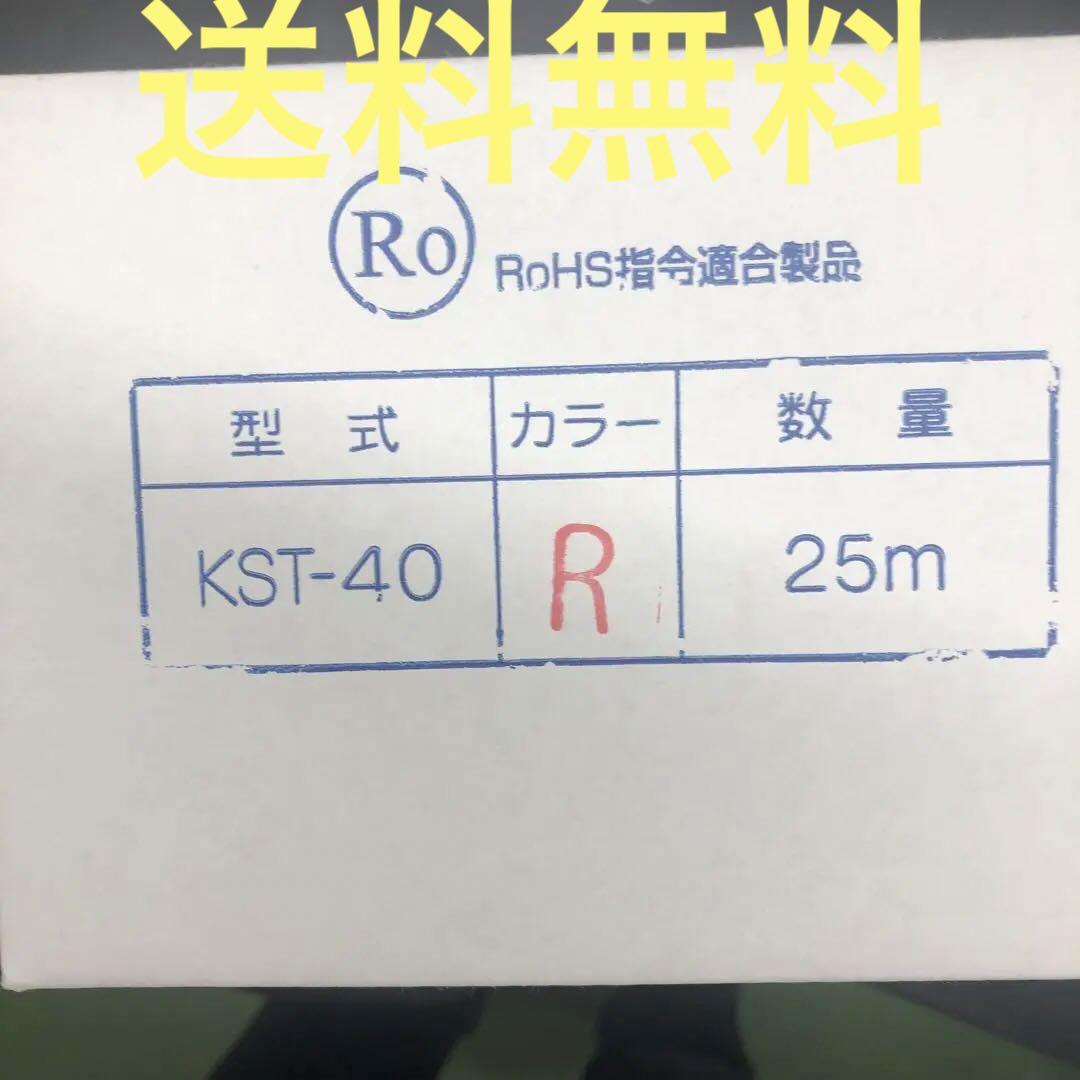 送料無料
Ro
RoHS指令適合製品
型 式 カラー 数 量
KST-40 R 25m